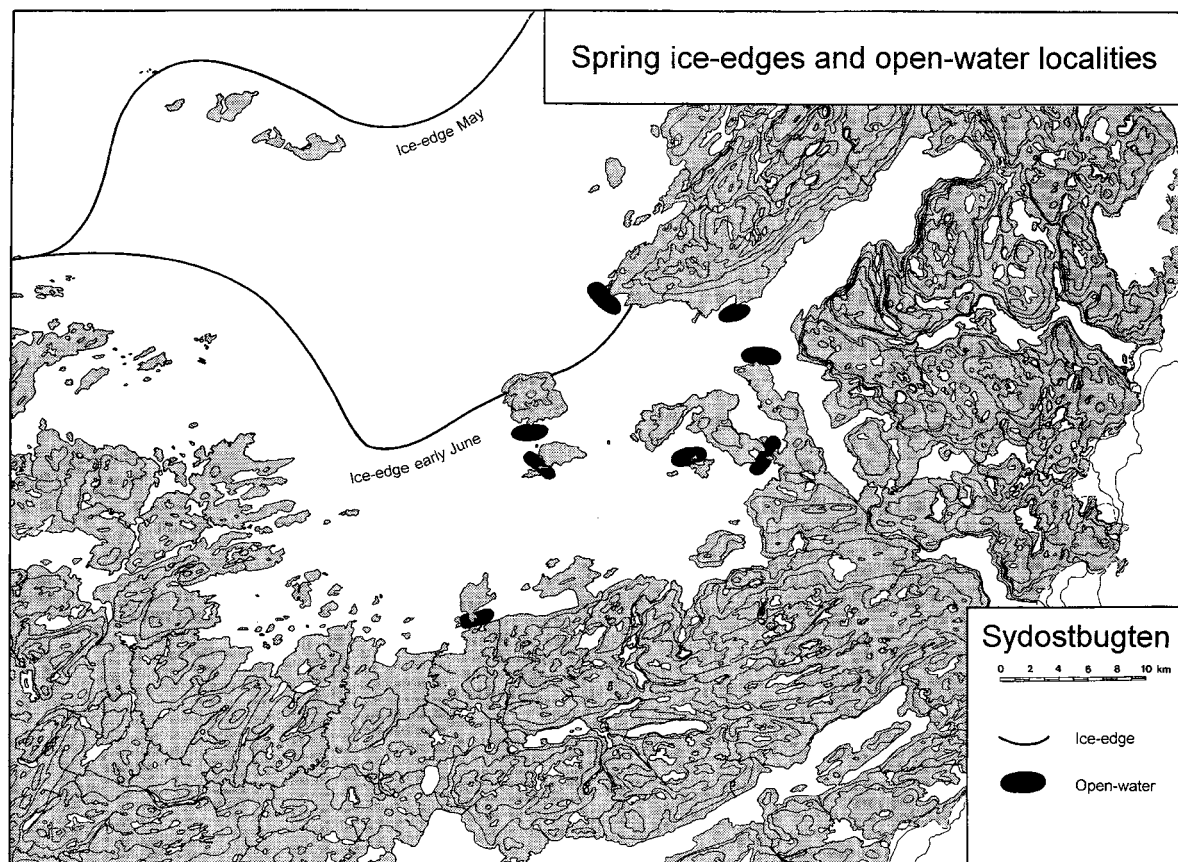 Spring ice-edges and open-water localities
Ice-edge May
Ice-edge early June
Sydostbugten
0 2 4 6 8 10 km
Ice-edge
Open-water